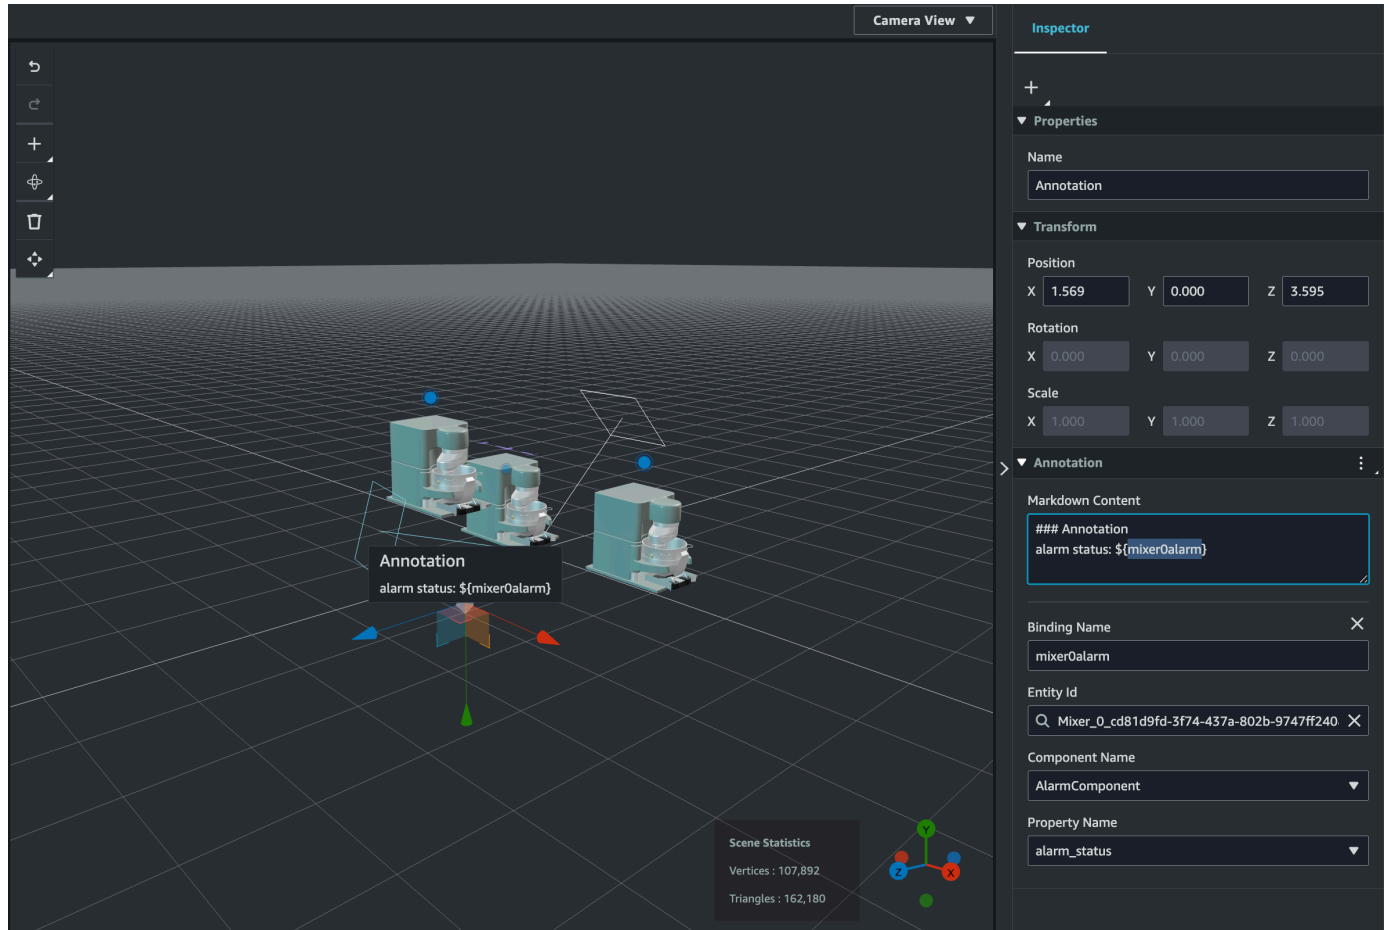 Camera View
Annotation
alarm status: ${mixer0alarm}
Scene Statistics
Vertices : 107,892
Triangles : 162,180
Y
Z
X
Inspector
Properties
Name
Annotation
Transform
Position
X 1.569 Y 0.000 Z 3.595
Rotation
X 0.000 Y 0.000 Z 0.000
Scale
X 1.000 Y 1.000 Z 1.000
Annotation
Markdown Content
### Annotation
alarm status: ${mixer0alarm}
Binding Name
mixer0alarm
Entity Id
Mixer_0_cd81d9fd-3f74-437a-802b-9747ff240
Component Name
AlarmComponent
Property Name
alarm_status